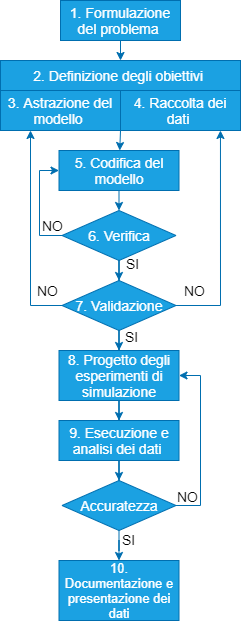 1. Formulazione
del problema
2. Definizione degli obiettivi
3. Astrazione del
modello
4. Raccolta dei
dati
5. Codifica del
modello
NO
6. Verifica
SI
NO
7. Validazione
NO
SI
8. Progetto degli
esperimenti di
simulazione
9. Esecuzione e
analisi dei dati
Accuratezza
NO
SI
10.
Documentazione e
presentazione dei
dati